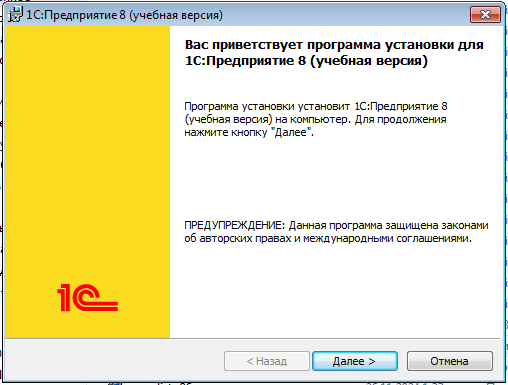 1С:Предприятие 8 (учебная версия)
Вас приветствует программа установки для
1С:Предприятие 8 (учебная версия)
Программа установки установит 1С:Предприятие 8
(учебная версия) на компьютер. Для продолжения
нажмите кнопку "Далее".
ПРЕДУПРЕЖДЕНИЕ: Данная программа защищена законами
об авторских правах и международными соглашениями.
1С
< Назад
Далее >
Отмена